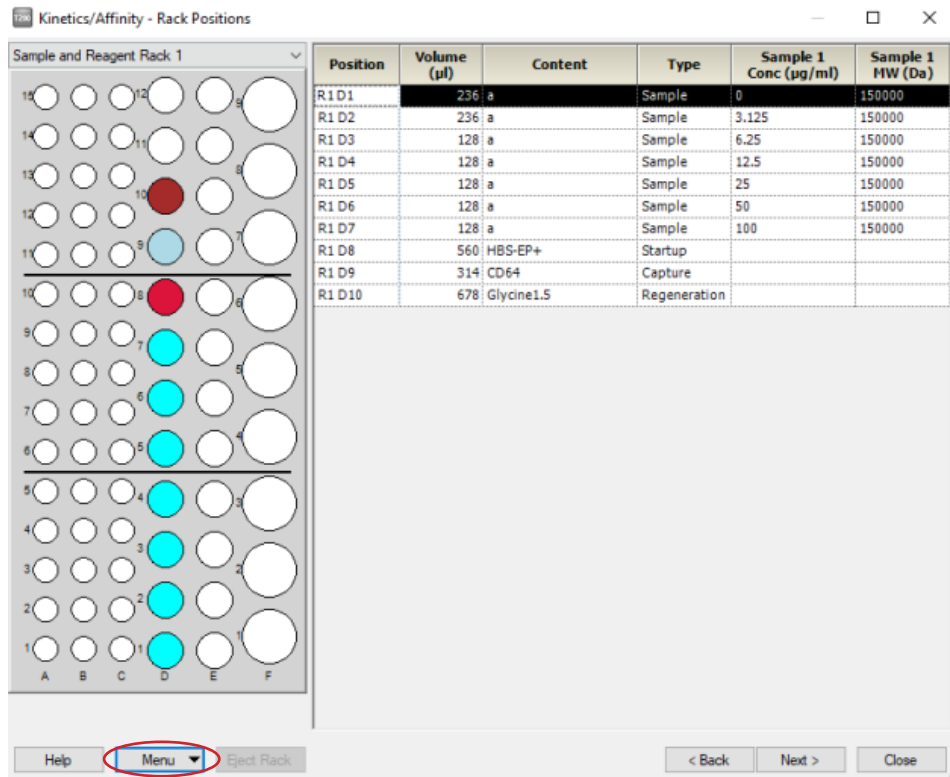 T200 Kinetics/Affinity - Rack Positions
Sample and Reagent Rack 1
Position Volume (µl) Content Type Sample 1 Conc (µg/ml) Sample 1 MW (Da)
R1 D1 236 a Sample 0 150000
R1 D2 236 a Sample 3.125 150000
R1 D3 128 a Sample 6.25 150000
R1 D4 128 a Sample 12.5 150000
R1 D5 128 a Sample 25 150000
R1 D6 128 a Sample 50 150000
R1 D7 128 a Sample 100 150000
R1 D8 560 HBS-EP+ Startup
R1 D9 314 CD64 Capture
R1 D10 678 Glycine1.5 Regeneration
15 12 9
14 11
13 10 8
12
11 9 7
10 8 6
9 7
8 5
7 6
6 5 4
5 4 3
4
3 3 2
2 2
1 1 1
A B C D E F
Help Menu Eject Rack < Back Next > Close